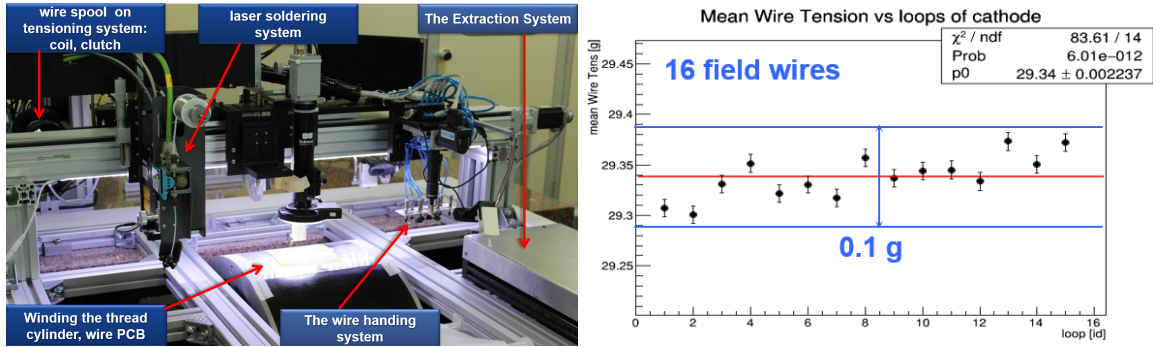 wire spool on
tensioning system:
coil, clutch
laser soldering
system
The Extraction System
Winding the thread
cylinder, wire PCB
The wire handing
system
Mean Wire Tension vs loops of cathode
χ² / ndf 83.61 / 14
Prob 6.01e−012
p0 29.34 ± 0.002237
mean Wire Tens [g]
29.45
29.4
29.35
29.3
29.25
16 field wires
0.1 g
0 2 4 6 8 10 12 14 16
loop [id]